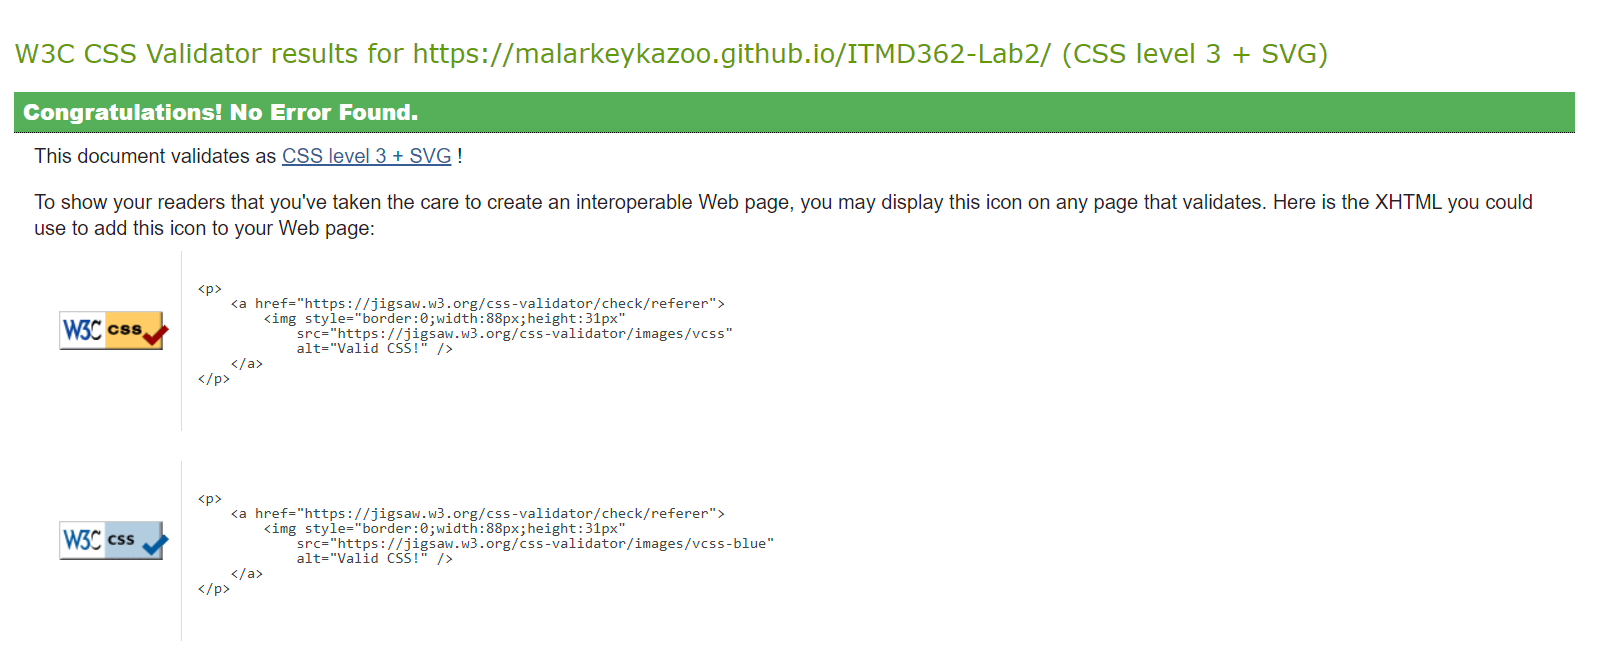 W3C CSS Validator results for https://malarkeykazoo.github.io/ITMD362-Lab2/ (CSS level 3 + SVG)
Congratulations! No Error Found.
This document validates as CSS level 3 + SVG !
To show your readers that you've taken the care to create an interoperable Web page, you may display this icon on any page that validates. Here is the XHTML you could
use to add this icon to your Web page:
W3C css
<p>
    <a href="https://jigsaw.w3.org/css-validator/check/referer">
        <img style="border:0;width:88px;height:31px"
            src="https://jigsaw.w3.org/css-validator/images/vcss"
            alt="Valid CSS!" />
    </a>
</p>
W3C css
<p>
    <a href="https://jigsaw.w3.org/css-validator/check/referer">
        <img style="border:0;width:88px;height:31px"
            src="https://jigsaw.w3.org/css-validator/images/vcss-blue"
            alt="Valid CSS!" />
    </a>
</p>